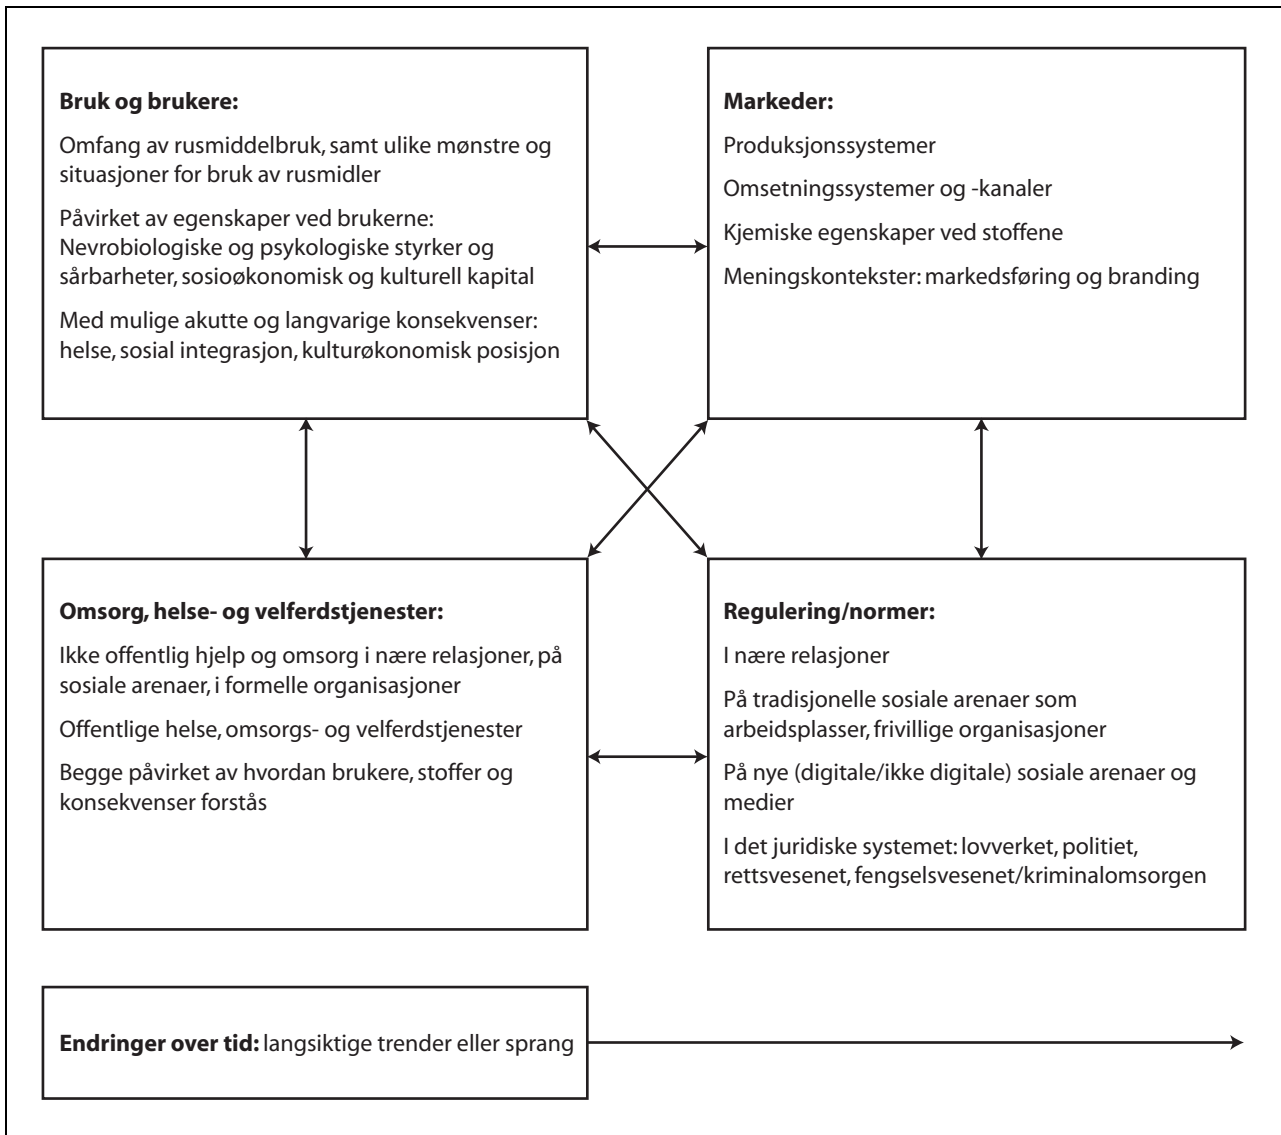 Bruk og brukere:
Omfang av rusmiddelbruk, samt ulike mønstre og
situasjoner for bruk av rusmidler
Påvirket av egenskaper ved brukerne:
Nevrobiologiske og psykologiske styrker og
sårbarheter, sosioøkonomisk og kulturell kapital
Med mulige akutte og langvarige konsekvenser:
helse, sosial integrasjon, kulturøkonomisk posisjon
Markeder:
Produksjonssystemer
Omsetningssystemer og -kanaler
Kjemiske egenskaper ved stoffene
Meningskontekster: markedsføring og branding
Omsorg, helse- og velferdstjenester:
Ikke offentlig hjelp og omsorg i nære relasjoner, på
sosiale arenaer, i formelle organisasjoner
Offentlige helse, omsorgs- og velferdstjenester
Begge påvirket av hvordan brukere, stoffer og
konsekvenser forstås
Regulering/normer:
I nære relasjoner
På tradisjonelle sosiale arenaer som
arbeidsplasser, frivillige organisasjoner
På nye (digitale/ikke digitale) sosiale arenaer og
medier
I det juridiske systemet: lovverket, politiet,
rettsvesenet, fengselsvesenet/kriminalomsorgen
Endringer over tid: langsiktige trender eller sprang